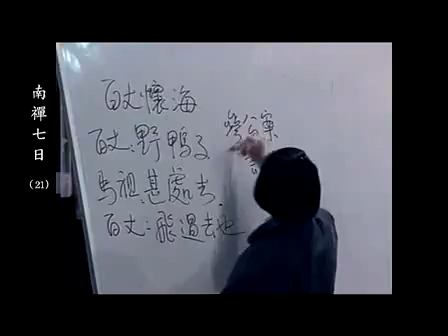 南禪七日
(21)
百丈懷海
百丈:野鴨子
馬祖:甚處去
百丈:飛過去也
參公案